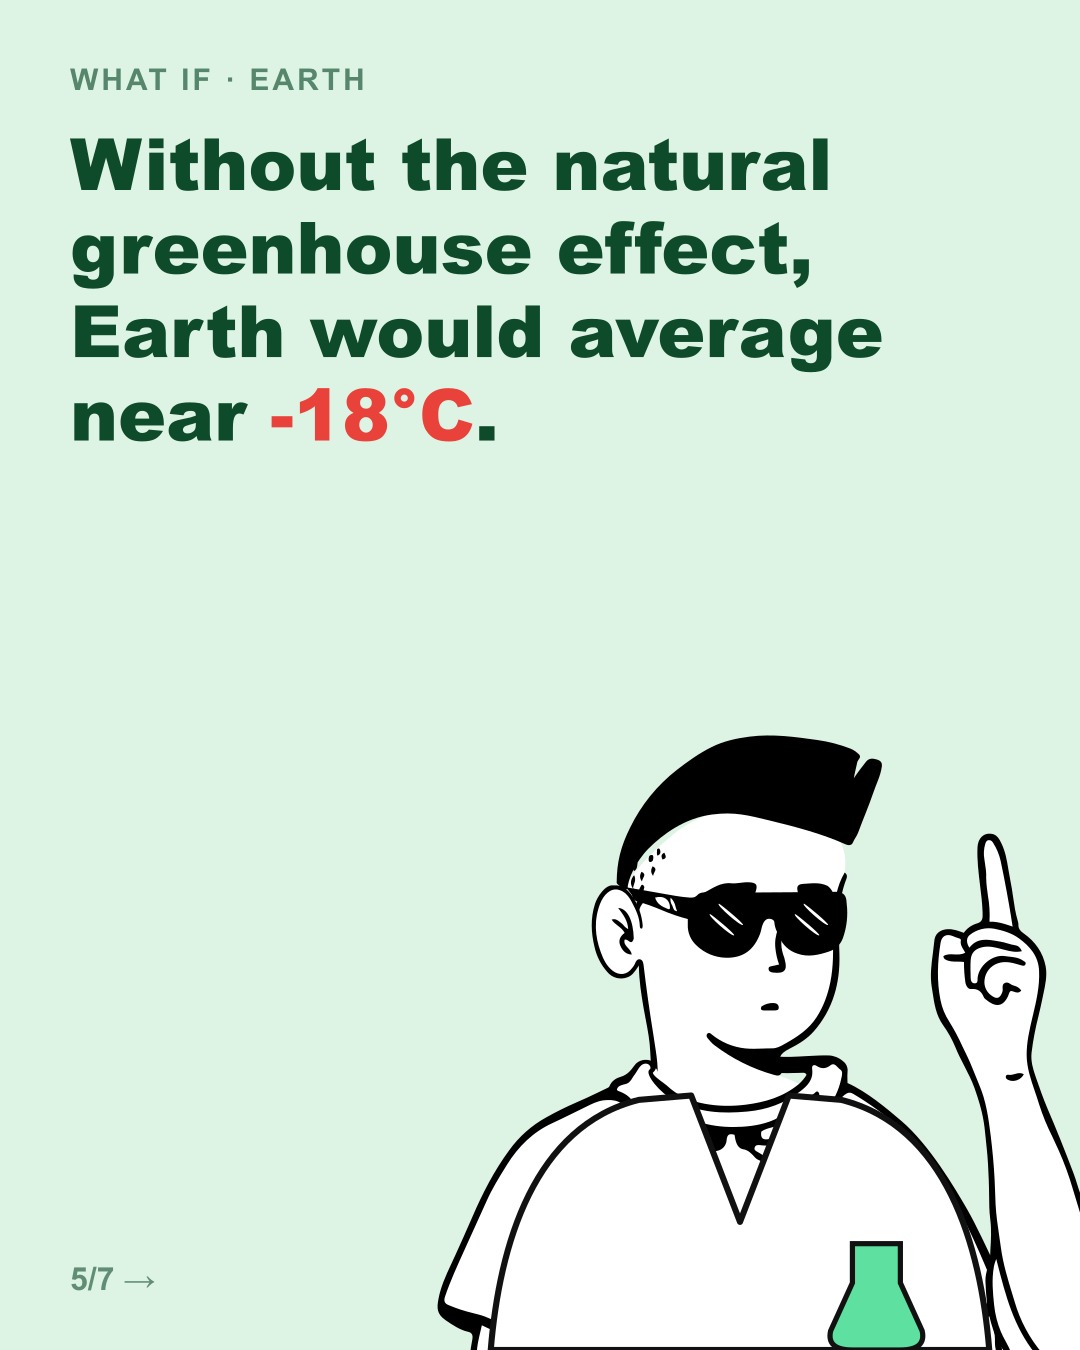 WHAT IF · EARTH
Without the natural
greenhouse effect,
Earth would average
near -18°C.
5/7 →